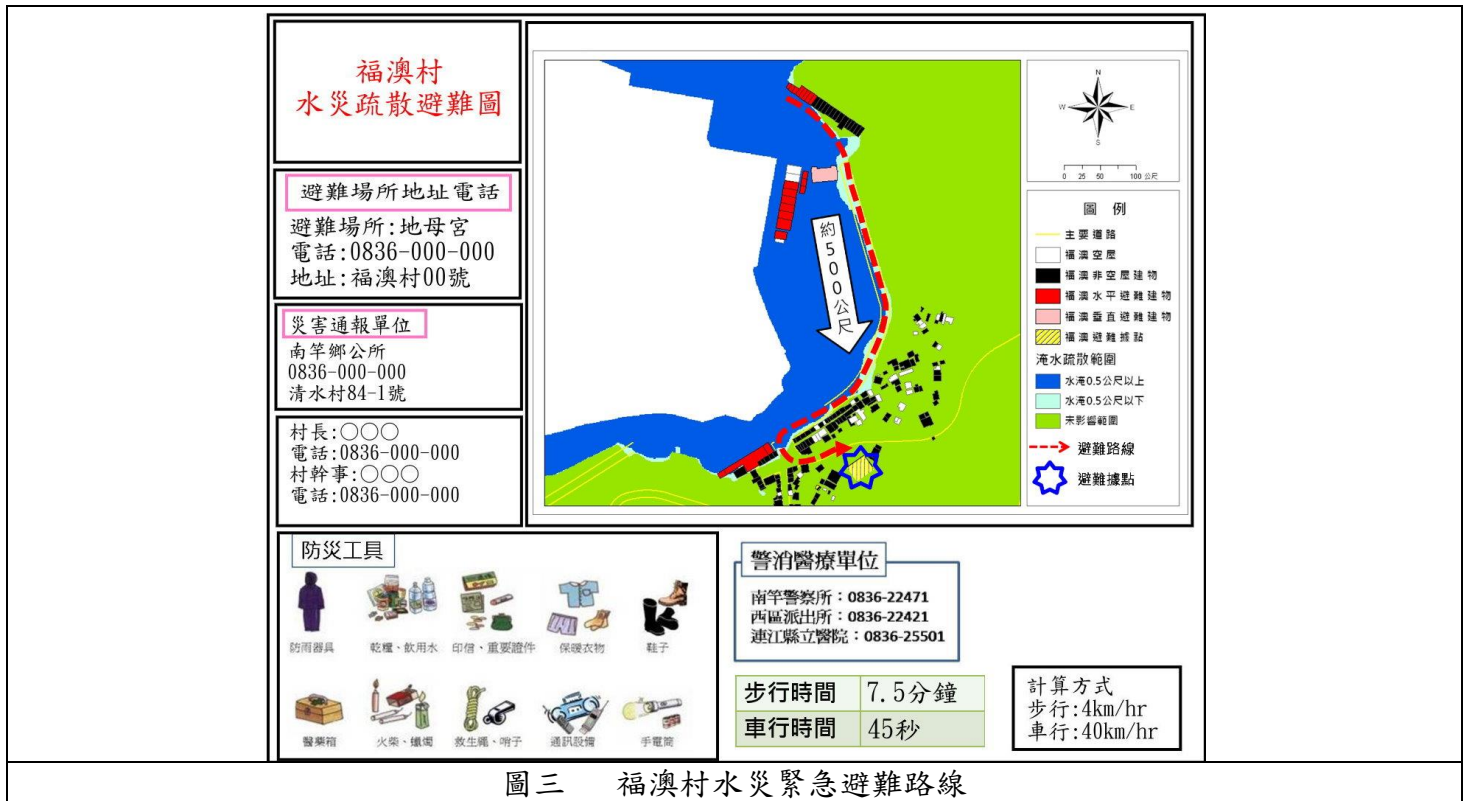 福澳村
水災疏散避難圖
避難場所地址電話
避難場所:地母宮
電話:0836-000-000
地址:福澳村00號
災害通報單位
南竿鄉公所
0836-000-000
清水村84-1號
村長:○○○
電話:0836-000-000
村幹事:○○○
電話:0836-000-000
約500公尺
N
W E
S
0 25 50 100 公尺
圖 例
主要道路
福澳空屋
福澳非空屋建物
福澳水平避難建物
福澳垂直避難建物
福澳避難據點
淹水疏散範圍
水淹0.5公尺以上
水淹0.5公尺以下
未影響範圍
避難路線
避難據點
防災工具
防雨器具 乾糧、飲用水 印信、重要證件 保暖衣物 鞋子
醫藥箱 火柴、蠟燭 救生繩、哨子 通訊設備 手電筒
警消醫療單位
南竿警察所：0836-22471
西區派出所：0836-22421
連江縣立醫院：0836-25501
步行時間 7.5分鐘
車行時間 45秒
計算方式
步行:4km/hr
車行:40km/hr
圖三 福澳村水災緊急避難路線